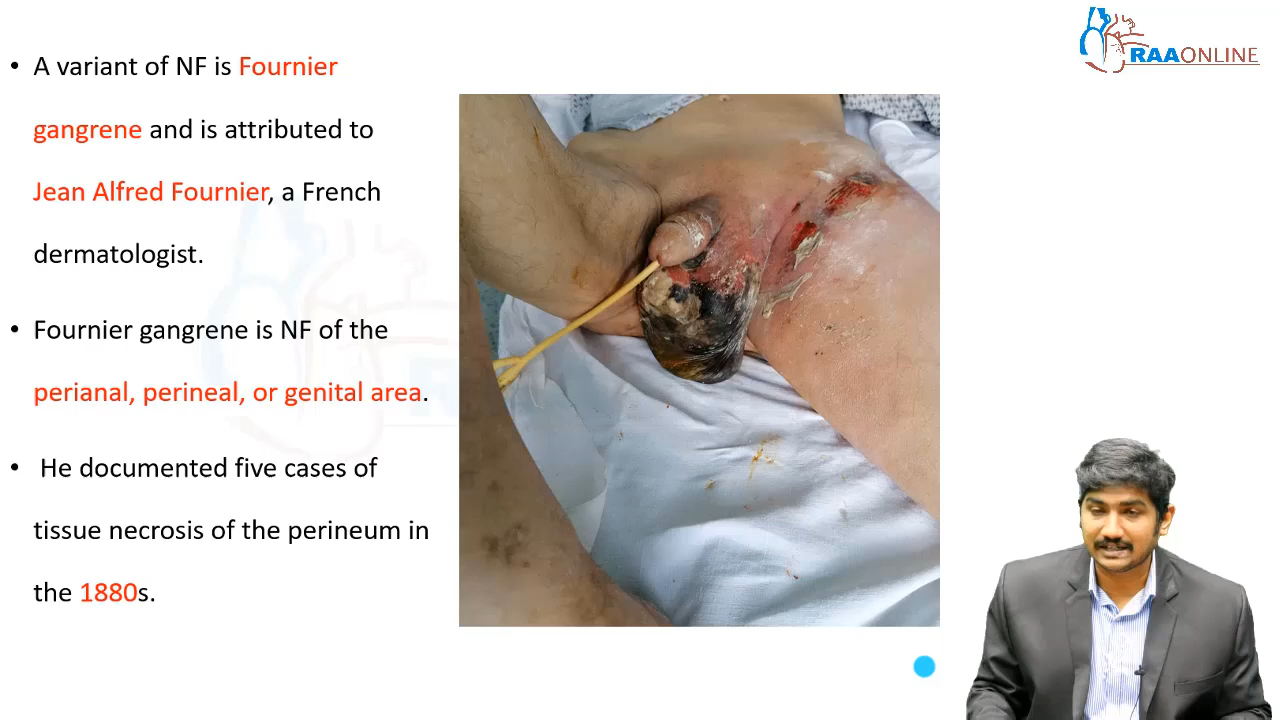 RAAONLINE
• A variant of NF is Fournier
gangrene and is attributed to
Jean Alfred Fournier, a French
dermatologist.
• Fournier gangrene is NF of the
perianal, perineal, or genital area.
• He documented five cases of
tissue necrosis of the perineum in
the 1880s.